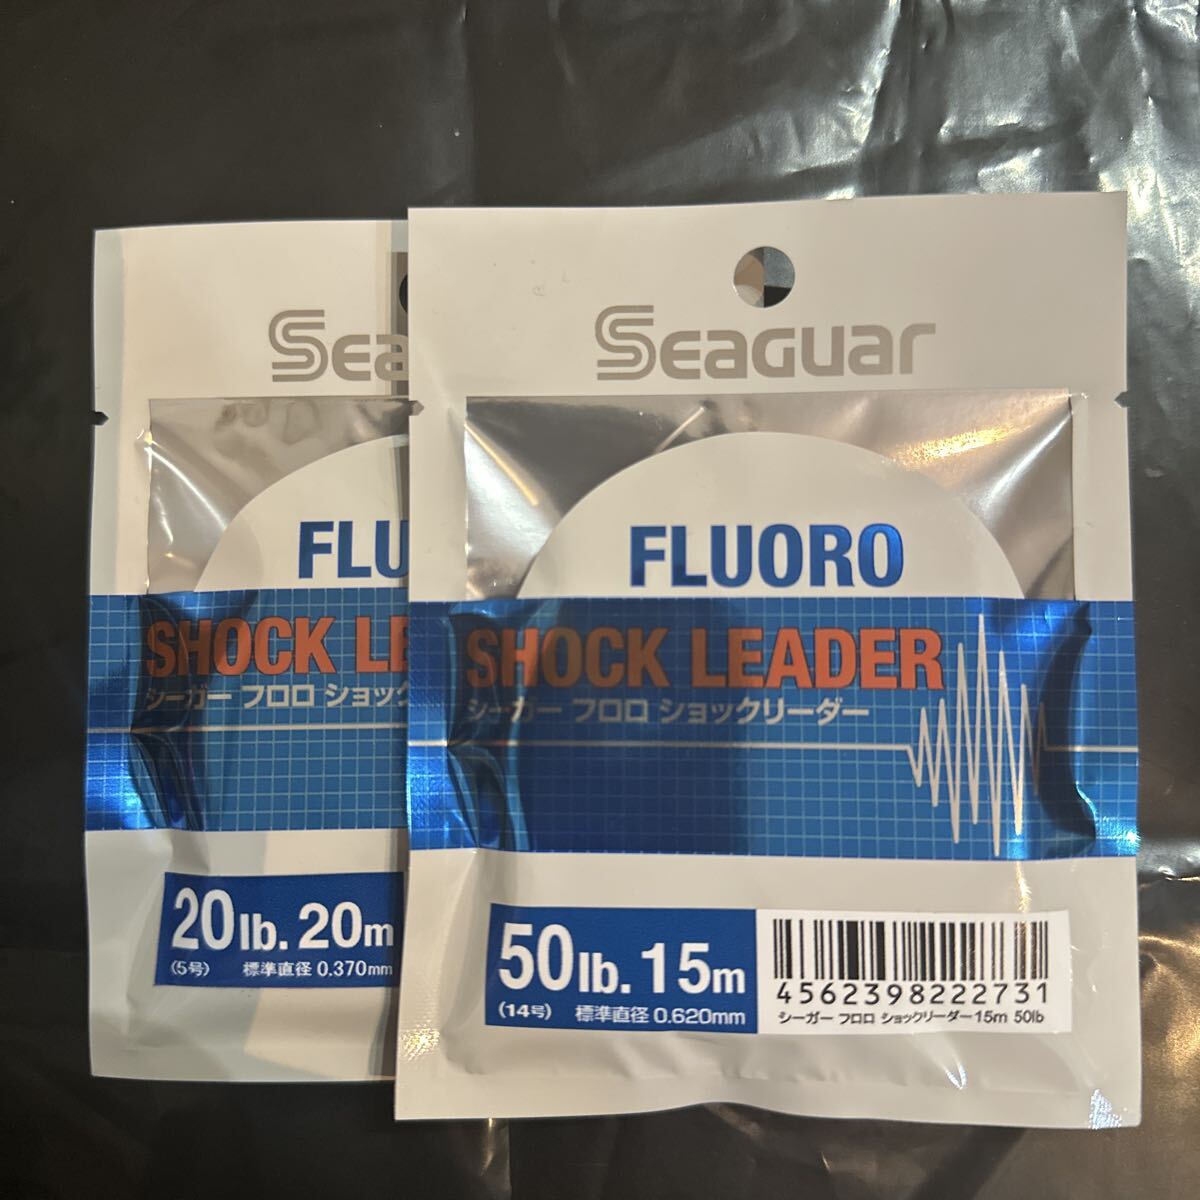 SEAGUAR
FLUORO
SHOCK LEADER
シーガー フロロ ショックリーダー
50lb. 15m
(14号) 標準直径 0.620mm
4562398222731
シーガー フロロ ショックリーダー15m 50lb
SEA
FLU
SHOCK LE
シーガー フロロ ショック
20lb. 20m
(5号) 標準直径 0.370mm